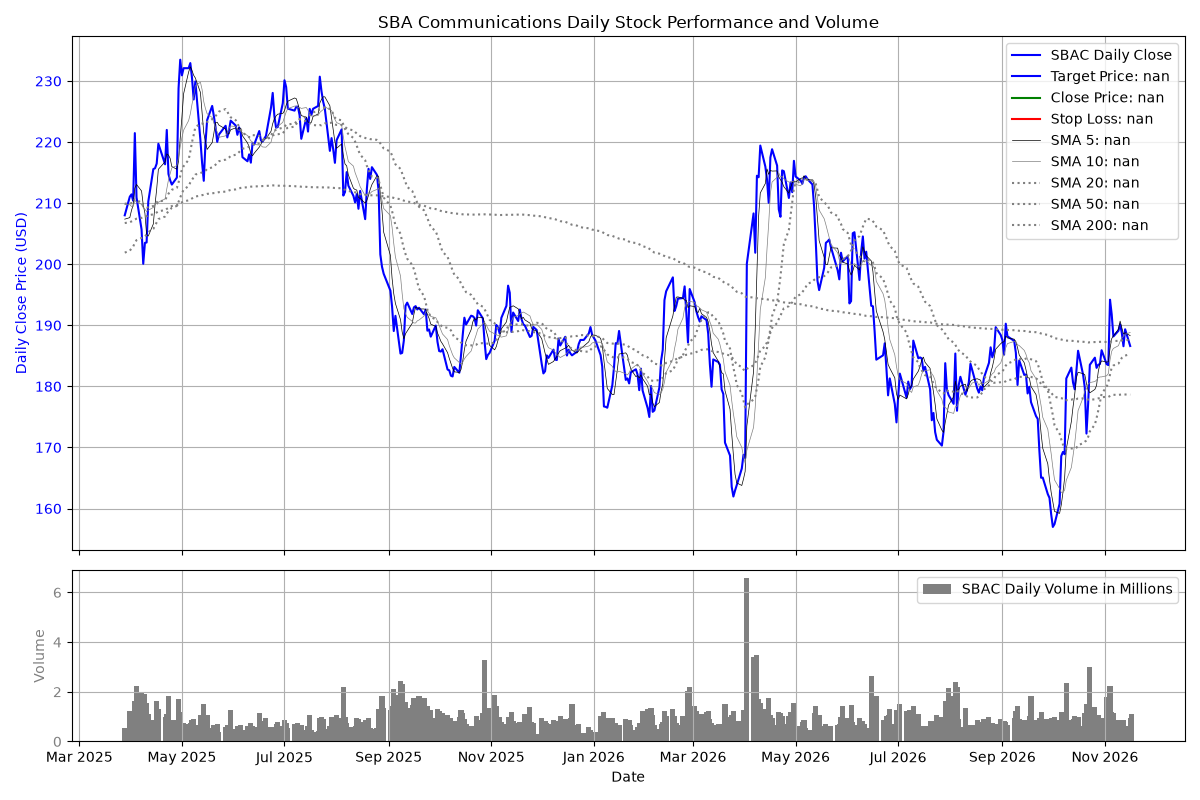 SBA Communications Daily Stock Performance and Volume
Daily Close Price (USD)
230
220
210
200
190
180
170
160
SBAC Daily Close
Target Price: nan
Close Price: nan
Stop Loss: nan
SMA 5: nan
SMA 10: nan
SMA 20: nan
SMA 50: nan
SMA 200: nan
Volume
6
4
2
0
SBAC Daily Volume in Millions
Mar 2025 May 2025 Jul 2025 Sep 2025 Nov 2025 Jan 2026 Mar 2026 May 2026 Jul 2026 Sep 2026 Nov 2026
Date